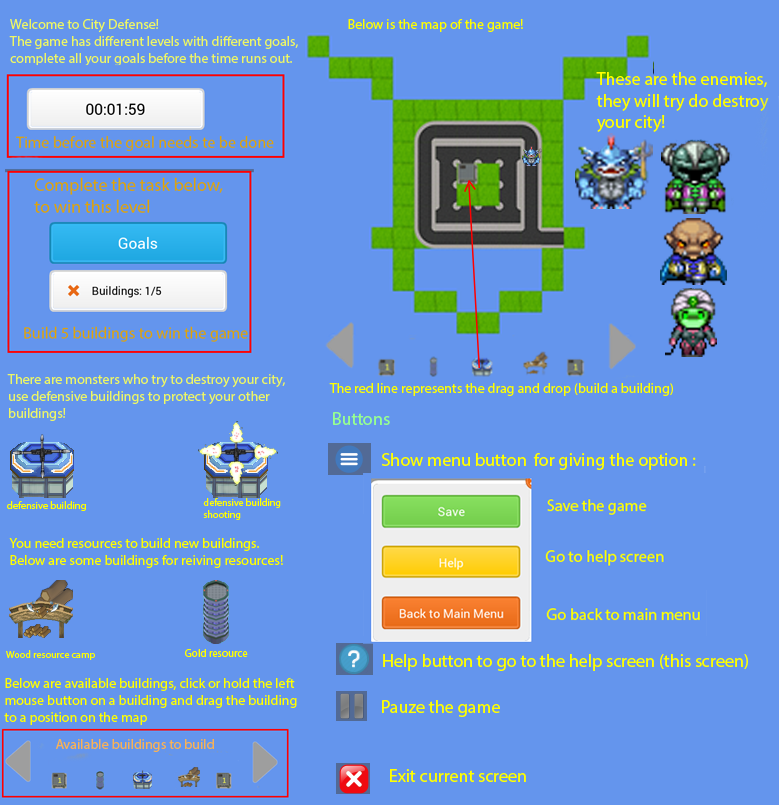 Welcome to City Defense!
The game has different levels with different goals,
complete all your goals before the time runs out.
00:01:59
Time before the goal needs te be done
Complete the task below,
to win this level
Goals
Buildings: 1/5
Build 5 buildings to win the game
There are monsters who try to destroy your city,
use defensive buildings to protect your other
buildings!
defensive building
defensive building
shooting
You need resources to build new buildings.
Below are some buildings for reiving resources!
Wood resource camp
Gold resource
Below are available buildings, click or hold the left
mouse button on a building and drag the building
to a position on the map
Available buildings to build
1
1
Below is the map of the game!
These are the enemies,
they will try do destroy
your city!
1
1
The red line represents the drag and drop (build a building)
Buttons
Show menu button for giving the option :
Save
Save the game
Help
Go to help screen
Back to Main Menu
Go back to main menu
?
Help button to go to the help screen (this screen)
Pauze the game
Exit current screen